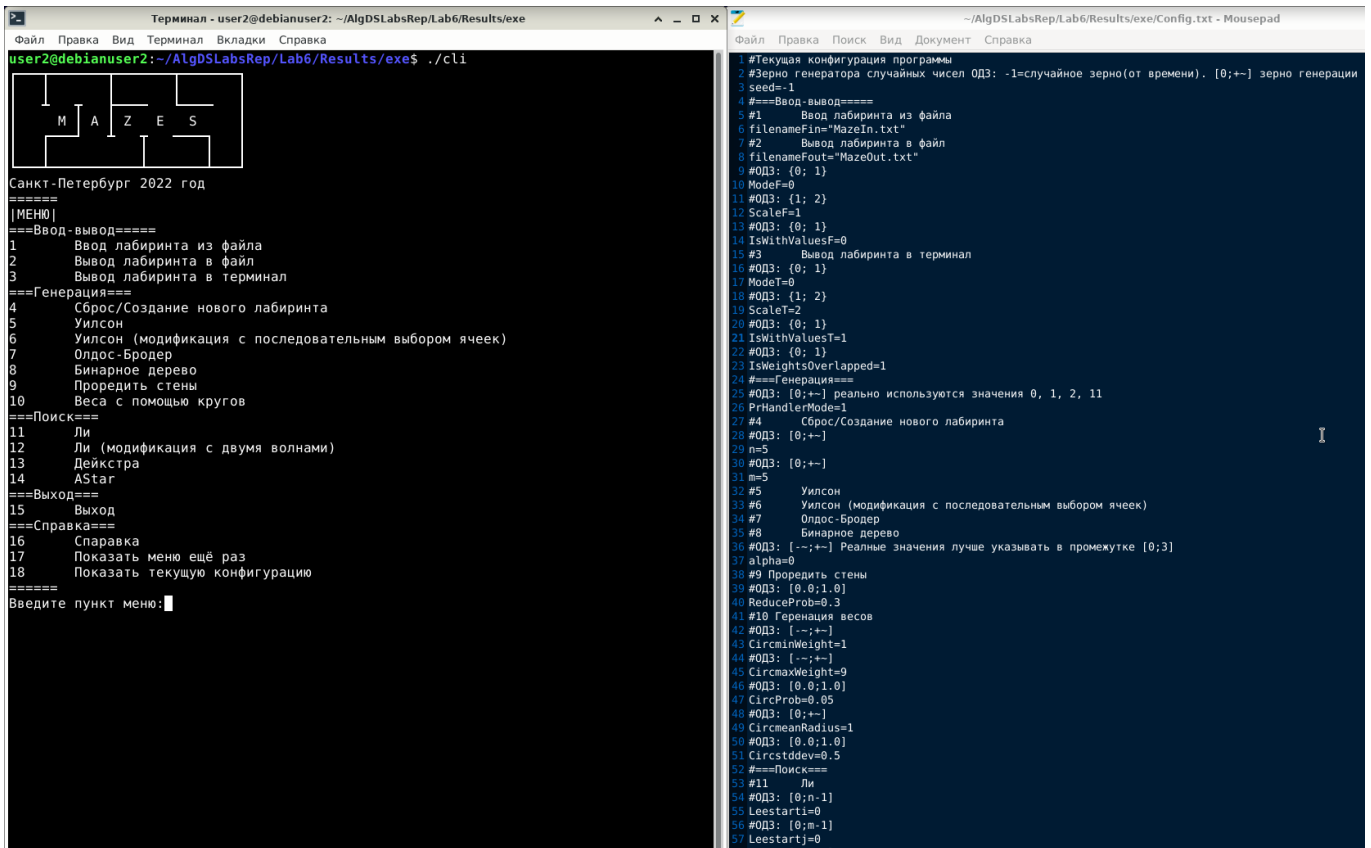 Терминал - user2@debianuser2: ~/AlgDSLabsRep/Lab6/Results/exe
Файл Правка Вид Терминал Вкладки Справка
user2@debianuser2:~/AlgDSLabsRep/Lab6/Results/exe$ ./cli
M A Z E S
Санкт-Петербург 2022 год
======
|МЕНЮ|
===Ввод-вывод=====
1 Ввод лабиринта из файла
2 Вывод лабиринта в файл
3 Вывод лабиринта в терминал
===Генерация===
4 Сброс/Создание нового лабиринта
5 Уилсон
6 Уилсон (модификация с последовательным выбором ячеек)
7 Олдос-Бродер
8 Бинарное дерево
9 Проредить стены
10 Веса с помощью кругов
===Поиск===
11 Ли
12 Ли (модификация с двумя волнами)
13 Дейкстра
14 AStar
===Выход===
15 Выход
===Справка===
16 Спаравка
17 Показать меню ещё раз
18 Показать текущую конфигурацию
======
Введите пункт меню:
~/AlgDSLabsRep/Lab6/Results/exe/Config.txt - Mousepad
Файл Правка Поиск Вид Документ Справка
1 #Текущая конфигурация программы
2 #Зерно генератора случайных чисел ОДЗ: -1=случайное зерно(от времени). [0;+~] зерно генерации
3 seed=-1
4 #===Ввод-вывод=====
5 #1 Ввод лабиринта из файла
6 filenameFin="MazeIn.txt"
7 #2 Вывод лабиринта в файл
8 filenameFout="MazeOut.txt"
9 #ОДЗ: {0; 1}
10 ModeF=0
11 #ОДЗ: {1; 2}
12 ScaleF=1
13 #ОДЗ: {0; 1}
14 IsWithValuesF=0
15 #3 Вывод лабиринта в терминал
16 #ОДЗ: {0; 1}
17 ModeT=0
18 #ОДЗ: {1; 2}
19 ScaleT=2
20 #ОДЗ: {0; 1}
21 IsWithValuesT=1
22 #ОДЗ: {0; 1}
23 IsWeightsOverlapped=1
24 #===Генерация===
25 #ОДЗ: [0;+~] реально используются значения 0, 1, 2, 11
26 PrHandlerMode=1
27 #4 Сброс/Создание нового лабиринта
28 #ОДЗ: [0;+~]
29 n=5
30 #ОДЗ: [0;+~]
31 m=5
32 #5 Уилсон
33 #6 Уилсон (модификация с последовательным выбором ячеек)
34 #7 Олдос-Бродер
35 #8 Бинарное дерево
36 #ОДЗ: [-~;+~] Реалные значения лучше указывать в промежутке [0;3]
37 alpha=0
38 #9 Проредить стены
39 #ОДЗ: [0.0;1.0]
40 ReduceProb=0.3
41 #10 Геренация весов
42 #ОДЗ: [-~;+~]
43 CircminWeight=1
44 #ОДЗ: [-~;+~]
45 CircmaxWeight=9
46 #ОДЗ: [0.0;1.0]
47 CircProb=0.05
48 #ОДЗ: [0;+~]
49 CircmeanRadius=1
50 #ОДЗ: [0.0;1.0]
51 Circstddev=0.5
52 #===Поиск===
53 #11 Ли
54 #ОДЗ: [0;n-1]
55 Leestarti=0
56 #ОДЗ: [0;m-1]
57 Leestartj=0